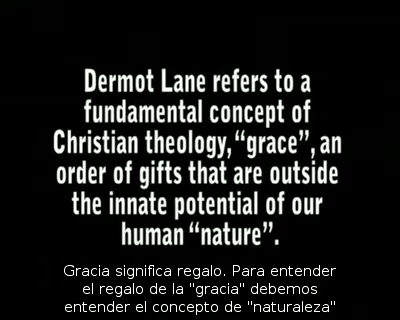 Dermot Lane refers to a
fundamental concept of
Christian theology, “grace”, an
order of gifts that are outside
the innate potential of our
human “nature”.
Gracia significa regalo. Para entender
el regalo de la "gracia" debemos
entender el concepto de "naturaleza"